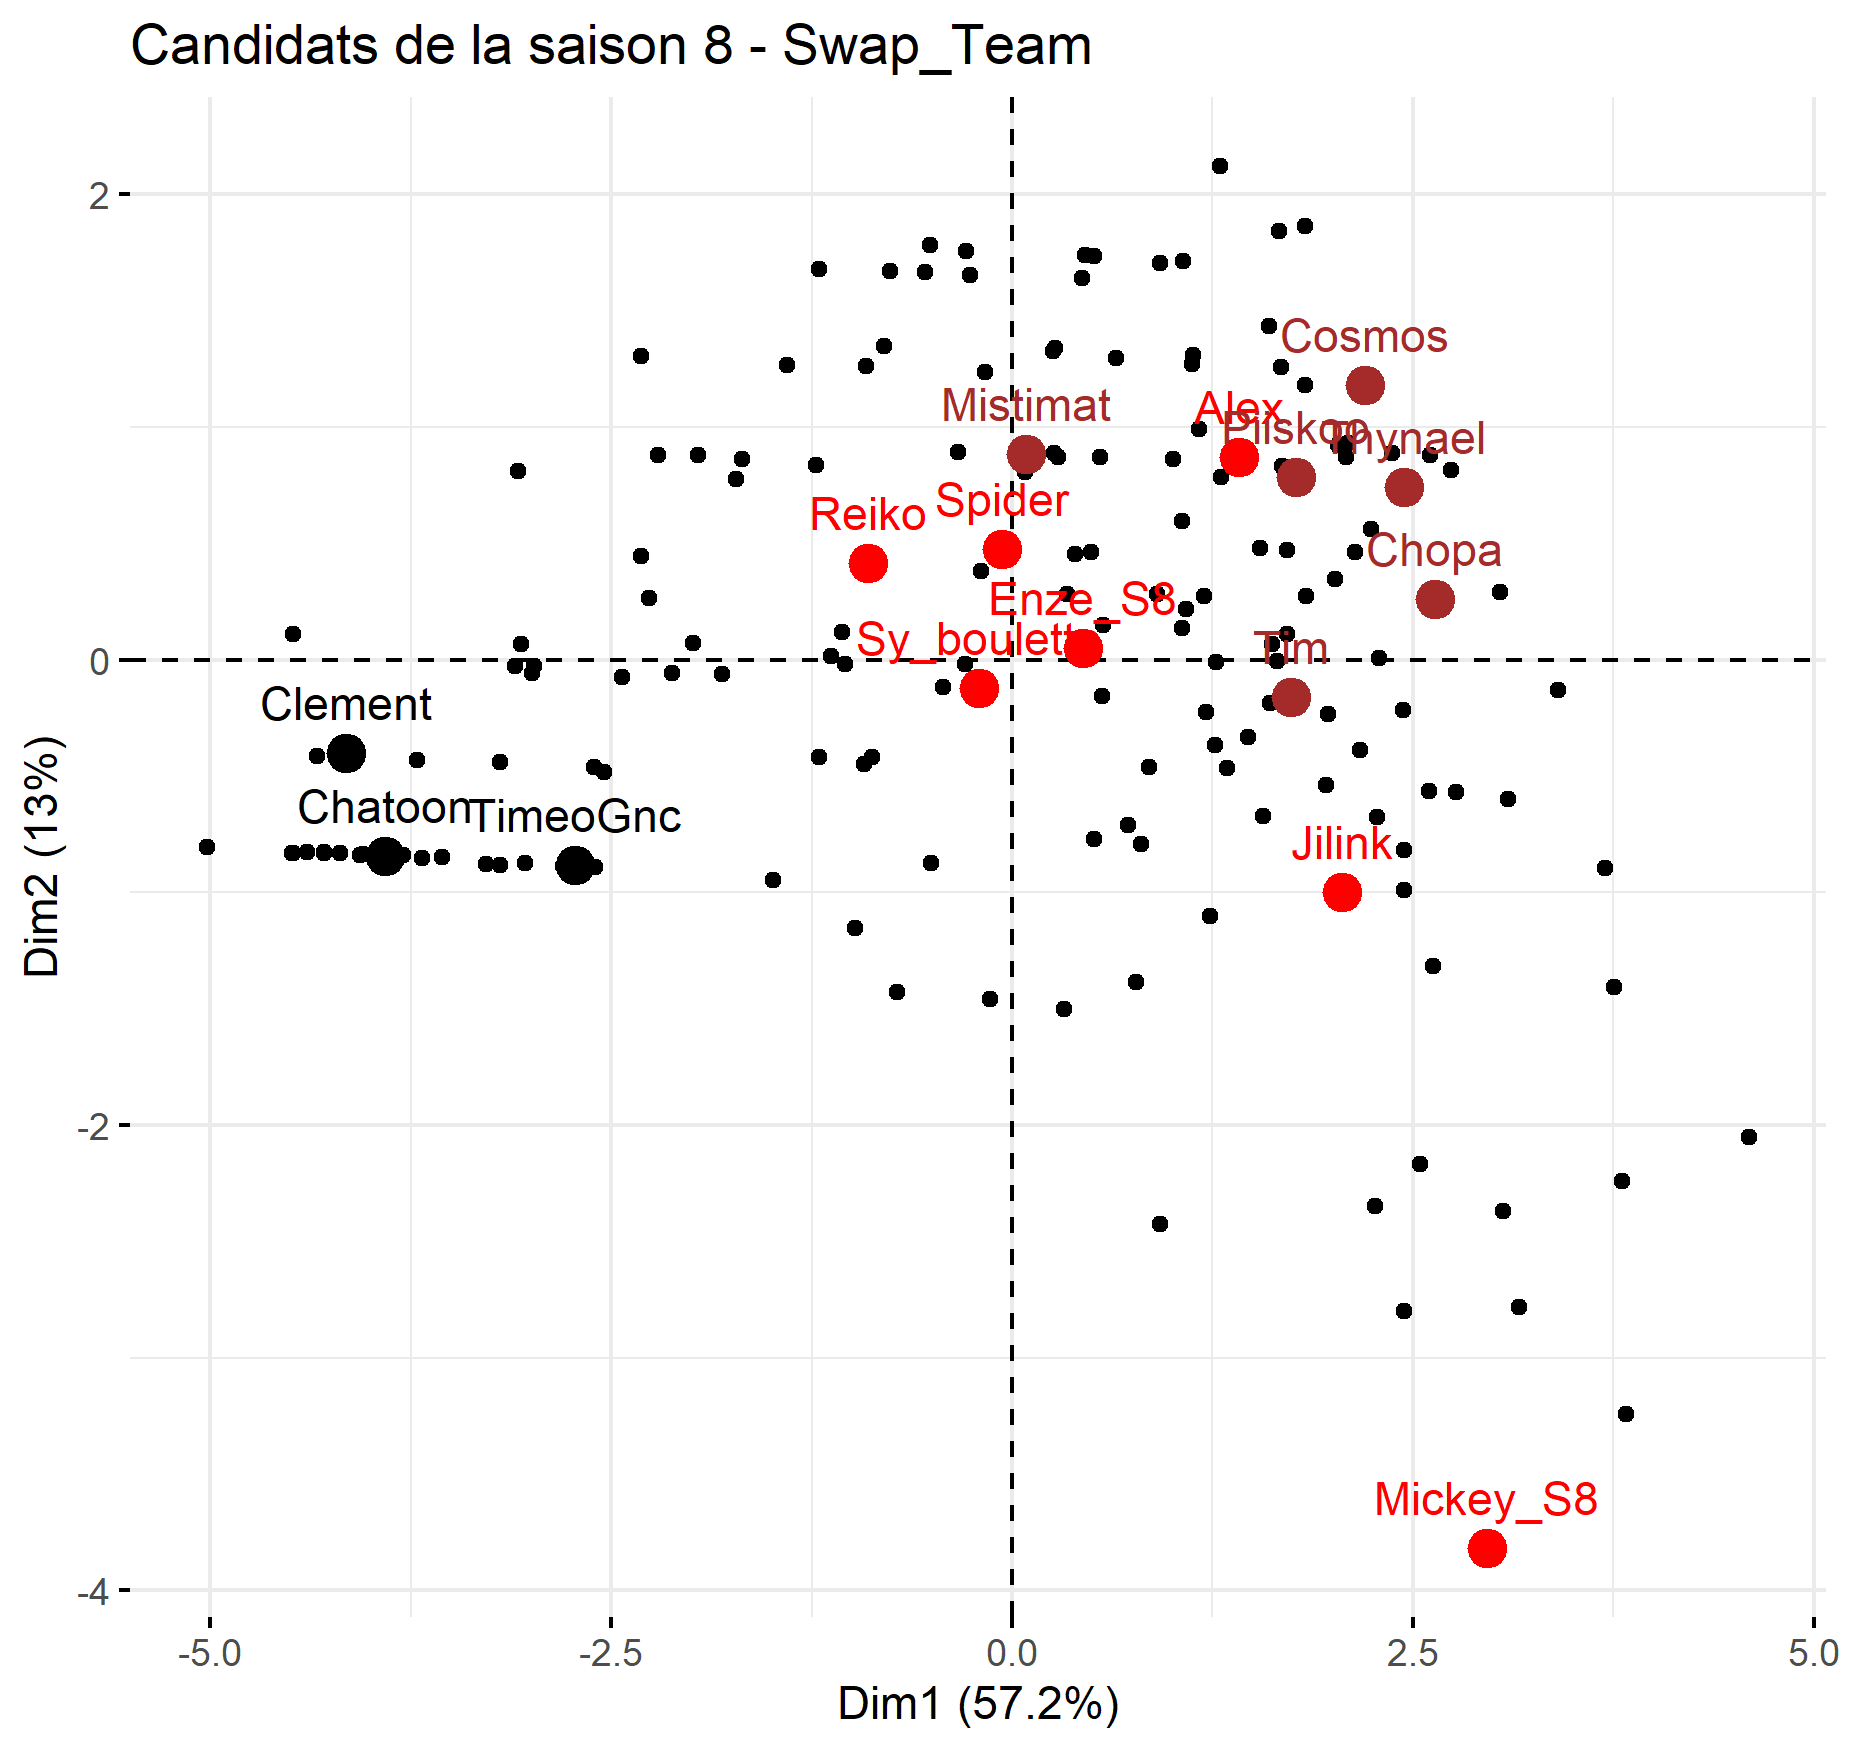 Candidats de la saison 8 - Swap_Team
2
Cosmos
Mistimat
Alex
Thynael
Reiko
Spider
Chopa
Enze_S8
Sy_boulett
Tim
0
Clement
Chatoon
TimeoGnc
Jilink
Dim2 (13%)
-2
Mickey_S8
-4
-5.0
-2.5
0.0
2.5
5.0
Dim1 (57.2%)